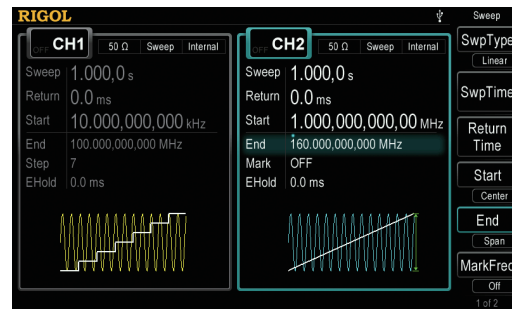 RIGOL
OFF CH1 50 Ω Sweep Internal
Sweep 1.000,0 s
Return 0.0 ms
Start 10.000,000,000 kHz
End 100.000,000,000 MHz
Step 7
EHold 0.0 ms
OFF CH2 50 Ω Sweep Internal
Sweep 1.000,0 s
Return 0.0 ms
Start 1.000,000,000,00 MHz
End 160.000,000,000 MHz
Mark OFF
EHold 0.0 ms
Sweep
SwpType
Linear
SwpTime
Return
Time
Start
Center
End
Span
MarkFreq
Off
1 of 2